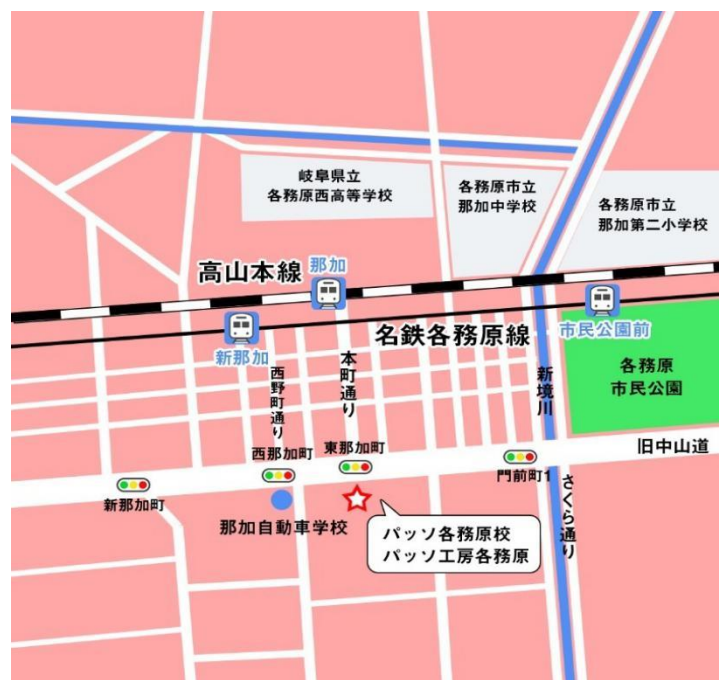 岐阜県立
各務原西高等学校
各務原市立
那加中学校
各務原市立
那加第二小学校
高山本線
那加
新那加
名鉄各務原線
市民公園前
各務原
市民公園
西野町通り
本町通り
新境川
西那加町
東那加町
門前町1
旧中山道
新那加町
那加自動車学校
さくら通り
パッソ各務原校
パッソ工房各務原